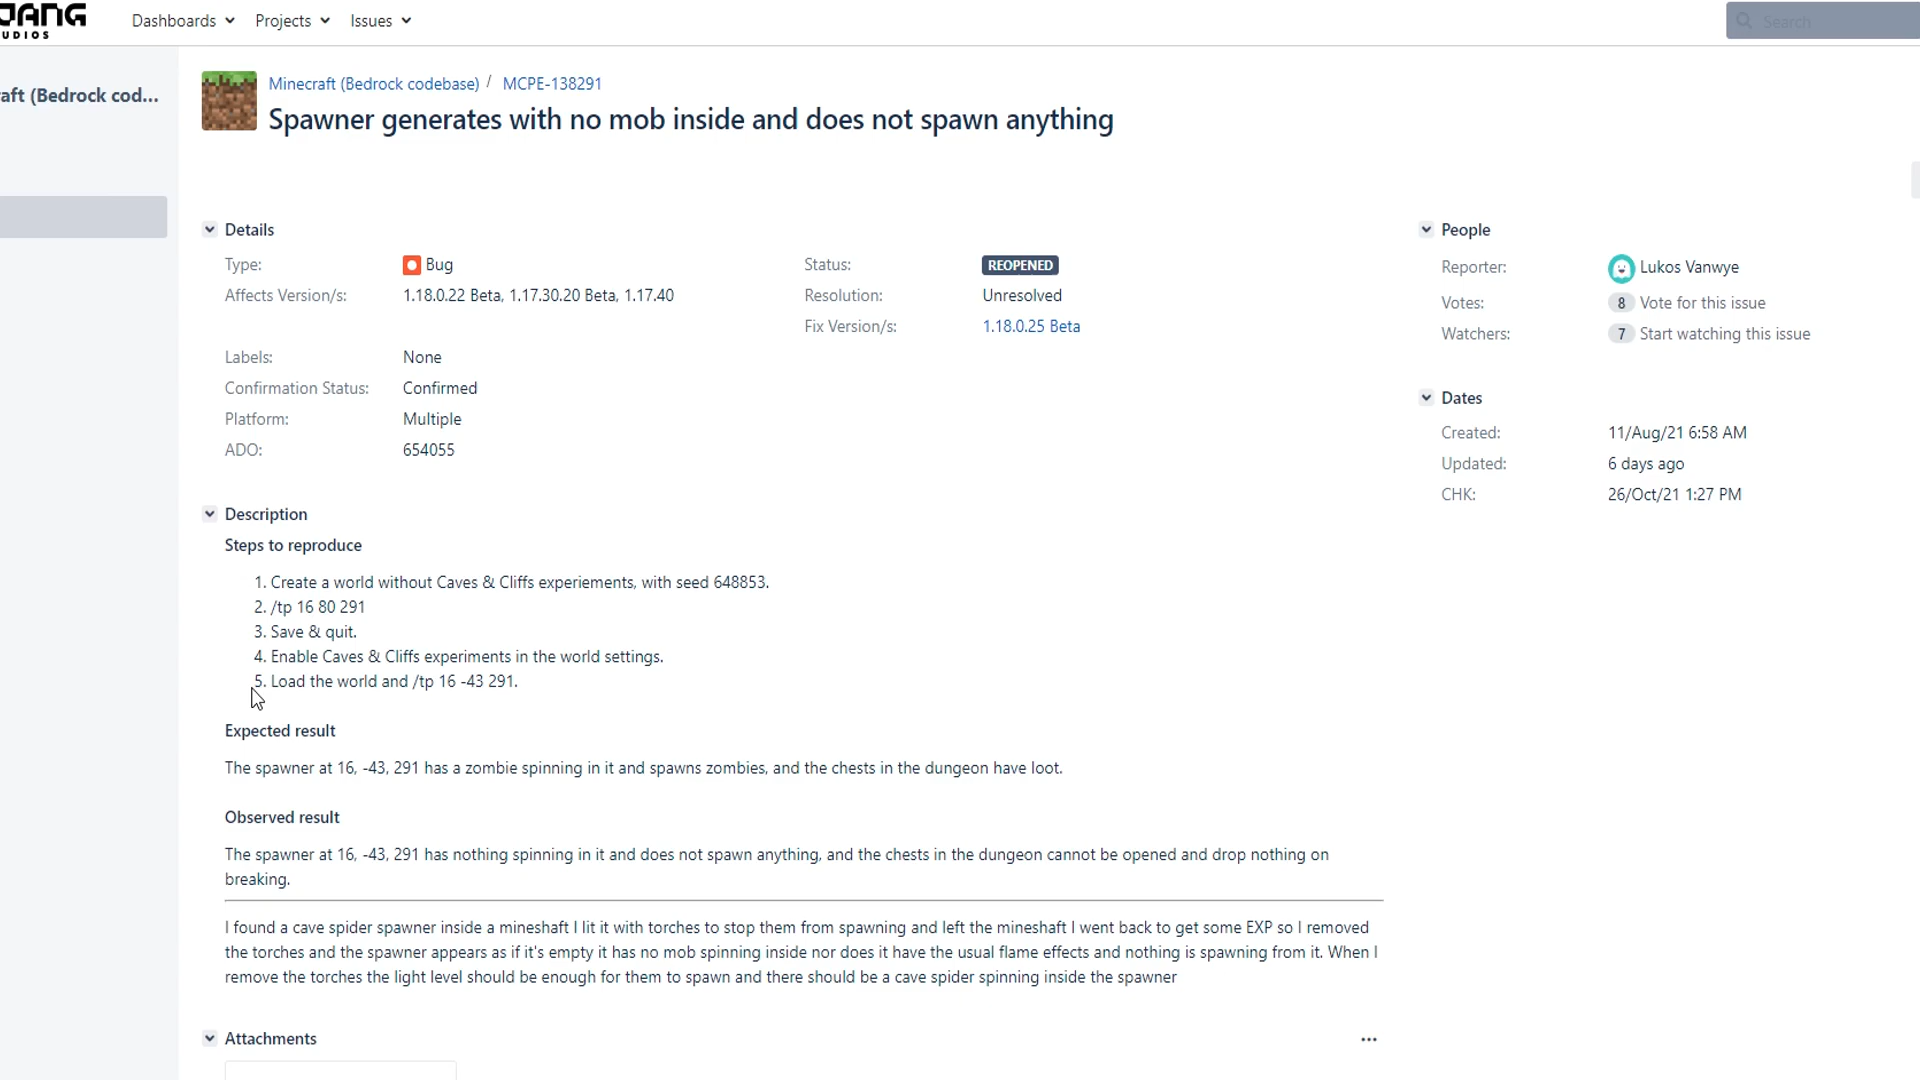 JANG
UDIOS
Dashboards Projects Issues
Search
aft (Bedrock cod...
Minecraft (Bedrock codebase) / MCPE-138291
Spawner generates with no mob inside and does not spawn anything
Details
Type: Bug
Status: REOPENED
Affects Version/s: 1.18.0.22 Beta, 1.17.30.20 Beta, 1.17.40
Resolution: Unresolved
Fix Version/s: 1.18.0.25 Beta
Labels: None
Confirmation Status: Confirmed
Platform: Multiple
ADO: 654055
People
Reporter: Lukos Vanwye
Votes: 8 Vote for this issue
Watchers: 7 Start watching this issue
Dates
Created: 11/Aug/21 6:58 AM
Updated: 6 days ago
CHK: 26/Oct/21 1:27 PM
Description
Steps to reproduce
1. Create a world without Caves & Cliffs experiements, with seed 648853.
2. /tp 16 80 291
3. Save & quit.
4. Enable Caves & Cliffs experiments in the world settings.
5. Load the world and /tp 16 -43 291.
Expected result
The spawner at 16, -43, 291 has a zombie spinning in it and spawns zombies, and the chests in the dungeon have loot.
Observed result
The spawner at 16, -43, 291 has nothing spinning in it and does not spawn anything, and the chests in the dungeon cannot be opened and drop nothing on
breaking.
I found a cave spider spawner inside a mineshaft I lit it with torches to stop them from spawning and left the mineshaft I went back to get some EXP so I removed
the torches and the spawner appears as if it's empty it has no mob spinning inside nor does it have the usual flame effects and nothing is spawning from it. When I
remove the torches the light level should be enough for them to spawn and there should be a cave spider spinning inside the spawner
Attachments